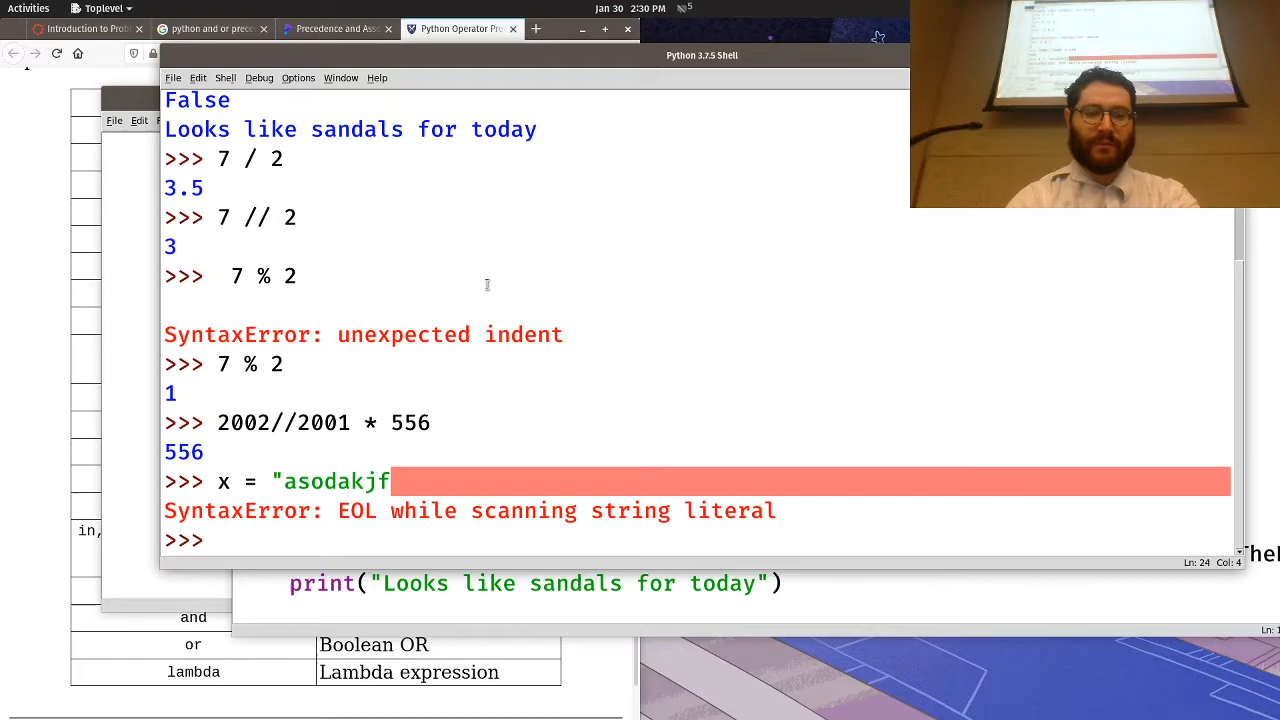 Activities
Toplevel
Jan 30 2:30 PM
5
Introduction to Probl
python and or prece
Precedence and Asso
Python Operator Pre
Python 3.7.5 Shell
File Edit Shell Debug Options
File Edit
False
Looks like sandals for today
>>> 7 / 2
3.5
>>> 7 // 2
3
>>>  7 % 2
SyntaxError: unexpected indent
>>> 7 % 2
1
>>> 2002//2001 * 556
556
>>> x = "asodakjf
SyntaxError: EOL while scanning string literal
>>>
Ln: 24 Col: 4
in,
print("Looks like sandals for today")
and
or Boolean OR
lambda Lambda expression